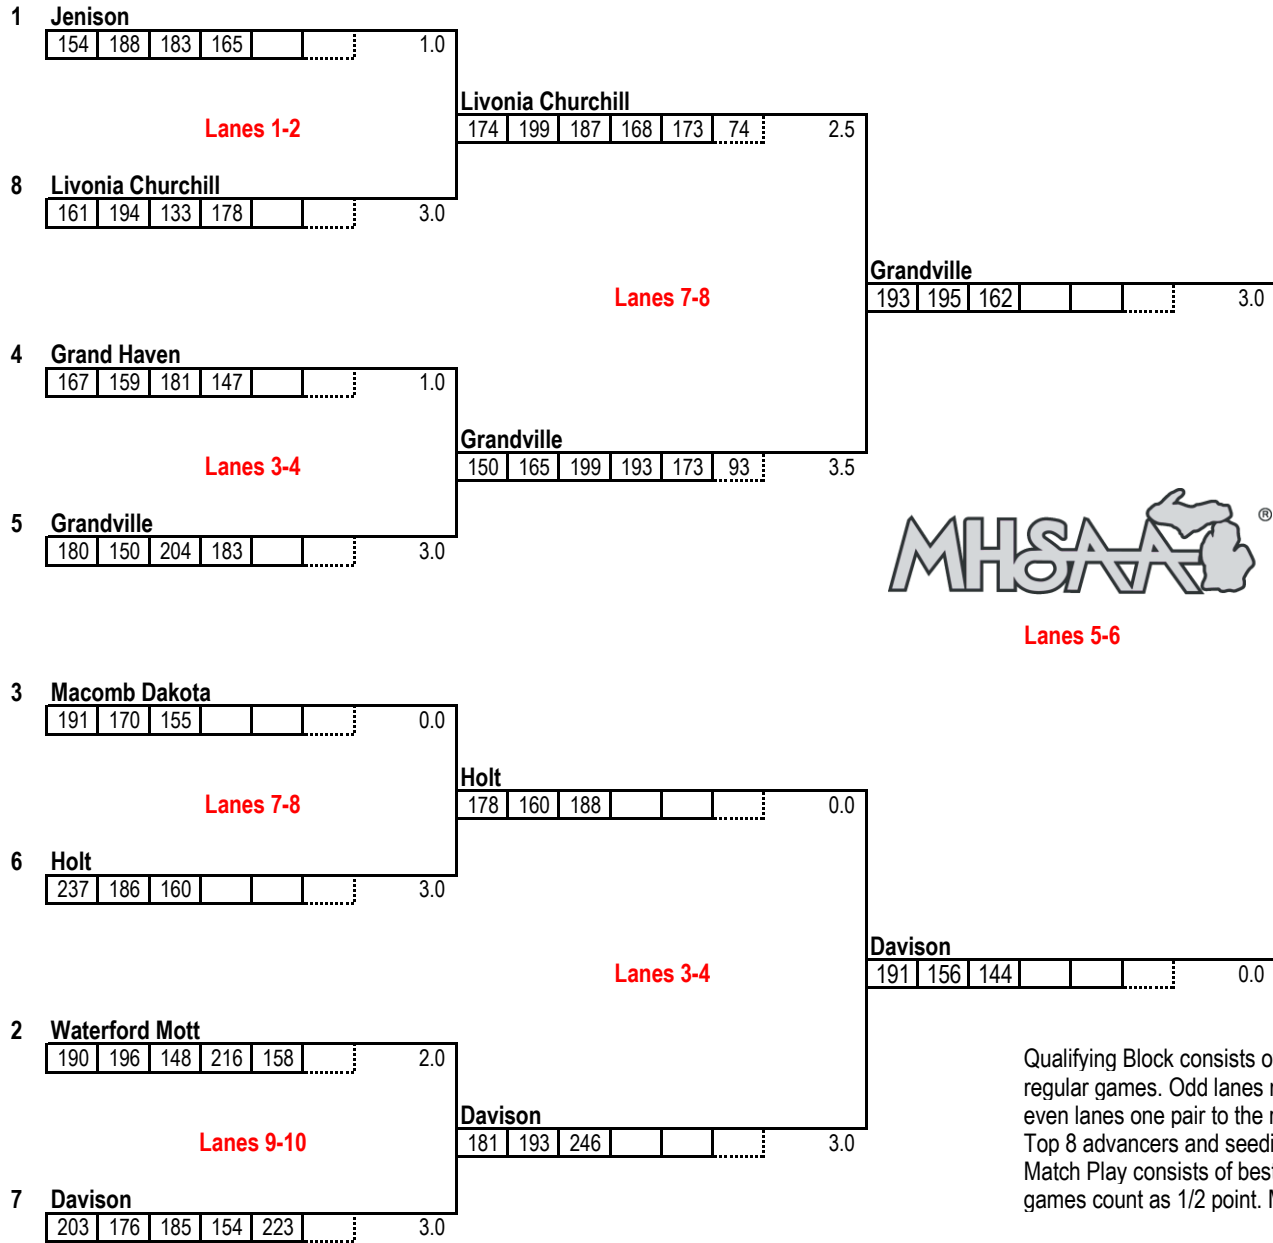 1 Jenison
154 188 183 165 1.0
Livonia Churchill
Lanes 1-2
174 199 187 168 173 74 2.5
8 Livonia Churchill
161 194 133 178 3.0
Grandville
Lanes 7-8
193 195 162 3.0
4 Grand Haven
167 159 181 147 1.0
Grandville
Lanes 3-4
150 165 199 193 173 93 3.5
5 Grandville
180 150 204 183 3.0
MHSAA ®
Lanes 5-6
3 Macomb Dakota
191 170 155 0.0
Holt
Lanes 7-8
178 160 188 0.0
6 Holt
237 186 160 3.0
Davison
Lanes 3-4
191 156 144 0.0
2 Waterford Mott
190 196 148 216 158 2.0
Qualifying Block consists o
regular games. Odd lanes
even lanes one pair to the
Davison
Lanes 9-10
181 193 246 3.0
Top 8 advancers and seedi
Match Play consists of best
7 Davison
games count as 1/2 point.
203 176 185 154 223 3.0